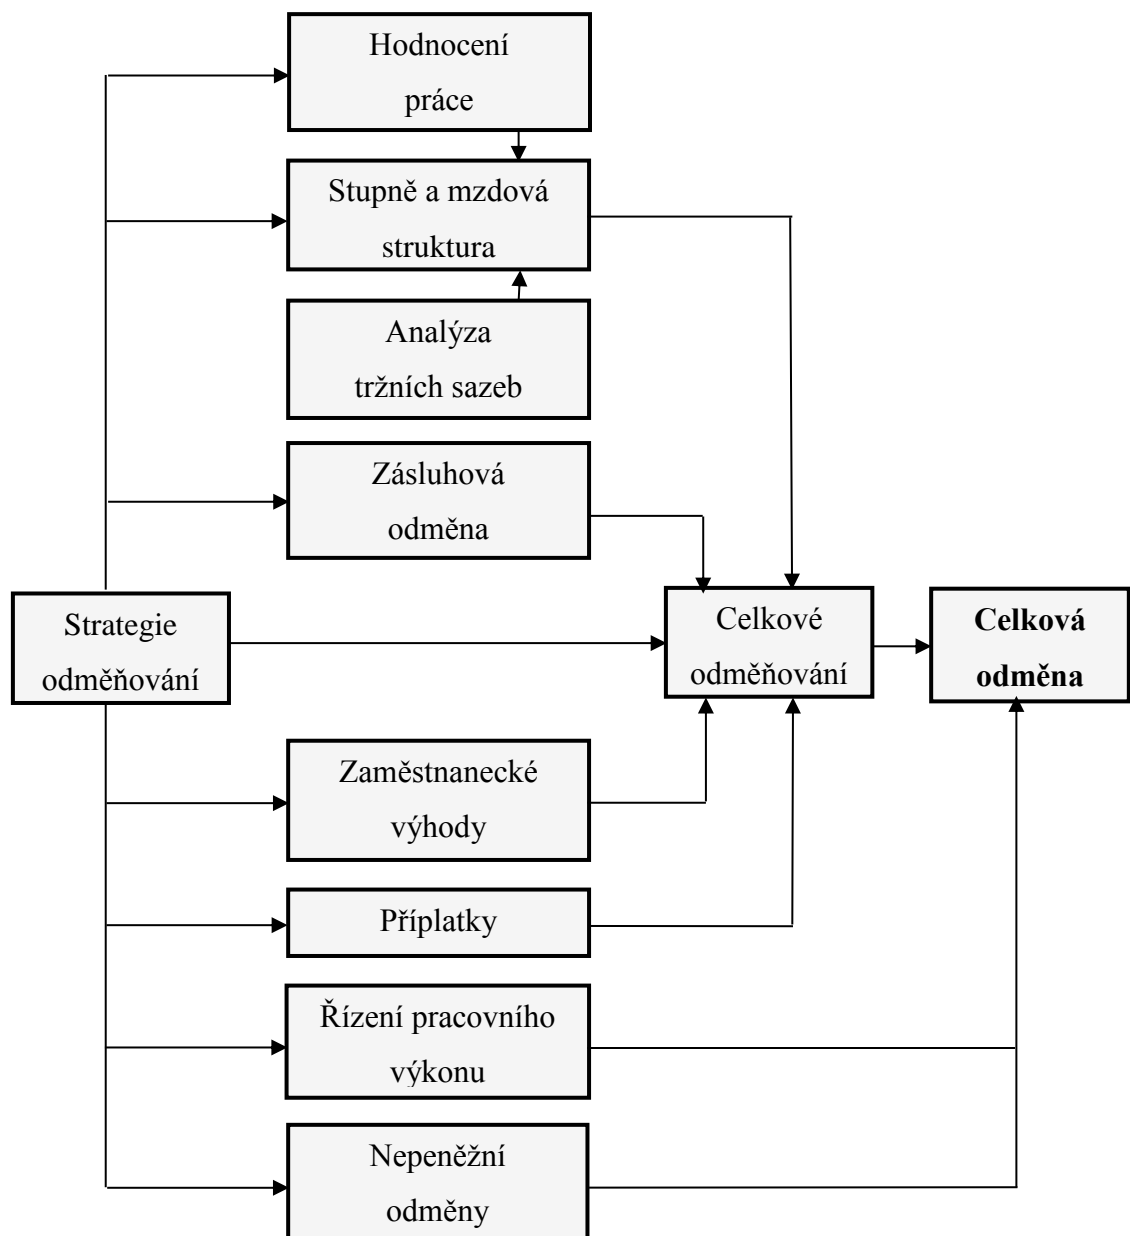 Hodnocení
práce
Stupně a mzdová
struktura
Analýza
tržních sazeb
Zásluhová
odměna
Strategie
odměňování
Celkové
odměňování
Celková
odměna
Zaměstnanecké
výhody
Příplatky
Řízení pracovního
výkonu
Nepeněžní
odměny